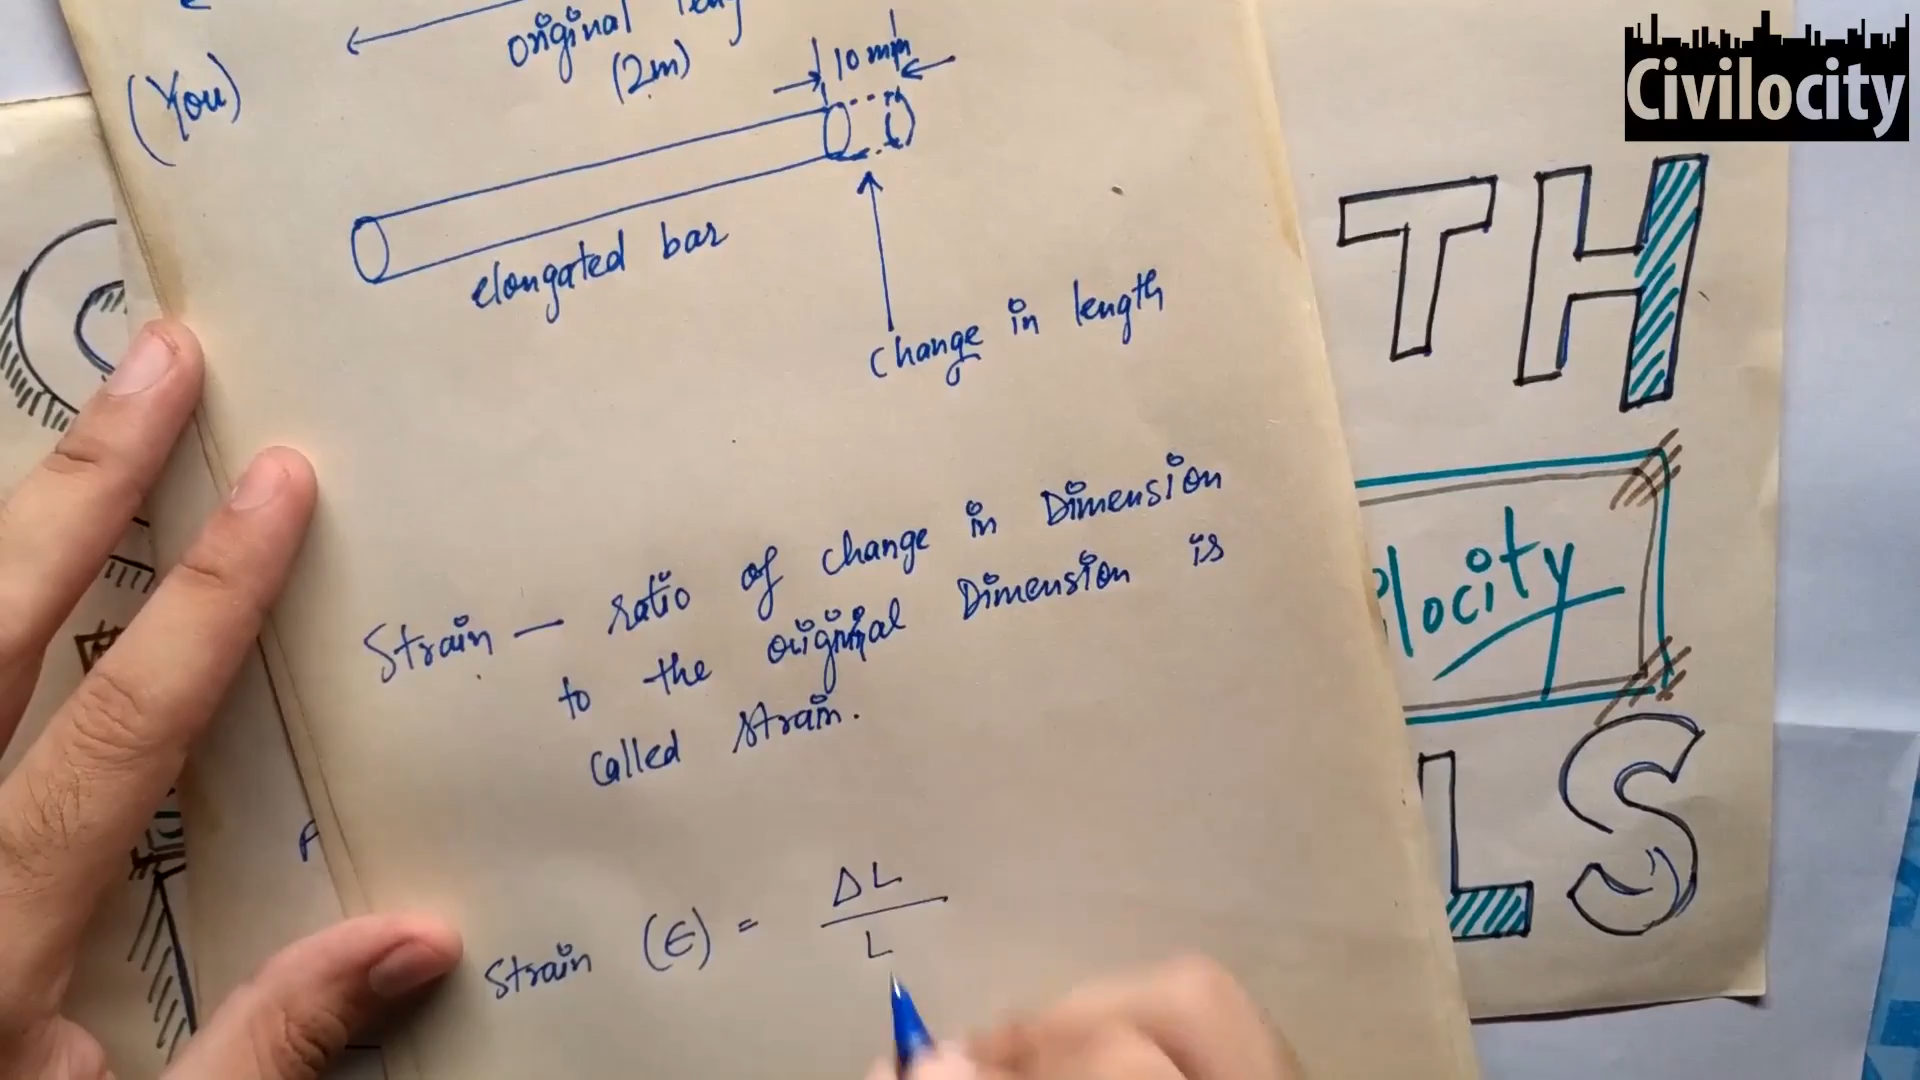 original
(2m)
10 mm
(You)
elongated bar
change in length
Strain — ratio of change in Dimension
to the original Dimension is
called strain.
Strain (ϵ) = ΔL
L
Civilocity
TH
locity
LS